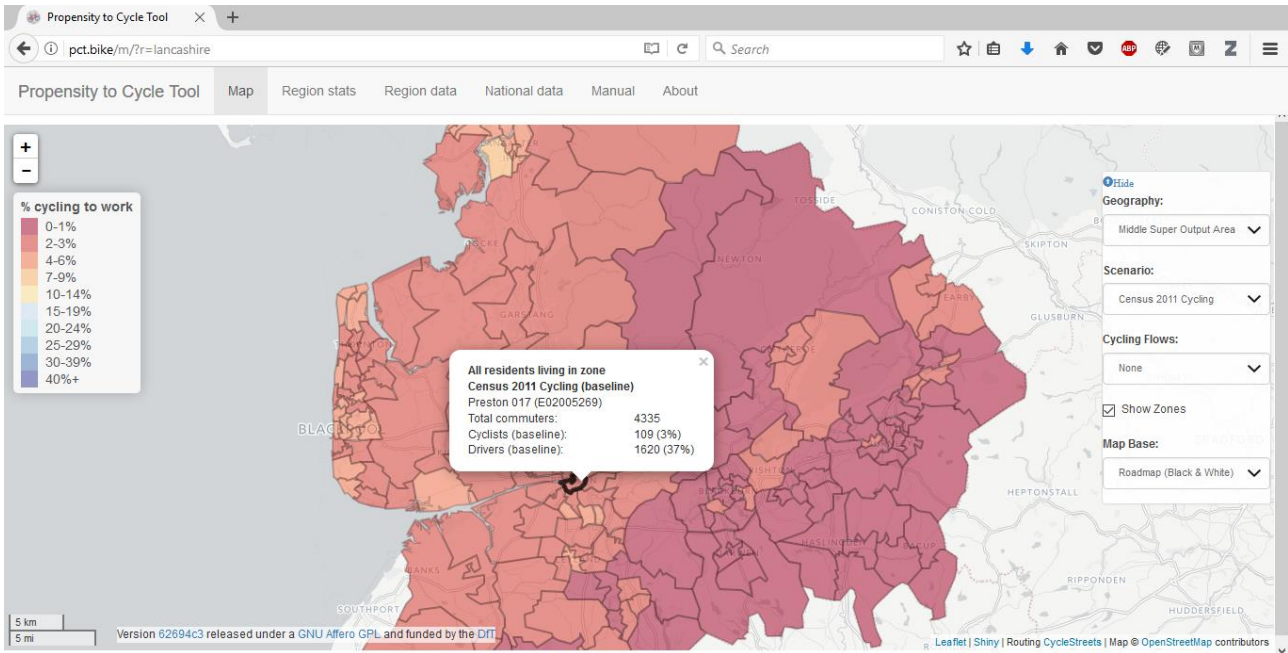 Propensity to Cycle Tool
pct.bike/m/?r=lancashire
Search
ABP
Z
Propensity to Cycle Tool Map Region stats Region data National data Manual About
+
−
% cycling to work
0-1%
2-3%
4-6%
7-9%
10-14%
15-19%
20-24%
25-29%
30-39%
40%+
TOSSIDE
CONISTON COLD
SKIPTON
NEWTON
EARBY
GLUSBURN
GARSTANG
All residents living in zone
Census 2011 Cycling (baseline)
Preston 017 (E02005269)
Total commuters: 4335
Cyclists (baseline): 109 (3%)
Drivers (baseline): 1620 (37%)
×
HEPTONSTALL
HASLINGDEN
BACUP
BANKS
RIPPONDEN
SOUTHPORT
HUDDERSFIELD
Hide
Geography:
Middle Super Output Area
Scenario:
Census 2011 Cycling
Cycling Flows:
None
Show Zones
Map Base:
Roadmap (Black & White)
5 km
5 mi
Version 62694c3 released under a GNU Affero GPL and funded by the DfT
Leaflet | Shiny | Routing CycleStreets | Map © OpenStreetMap contributors